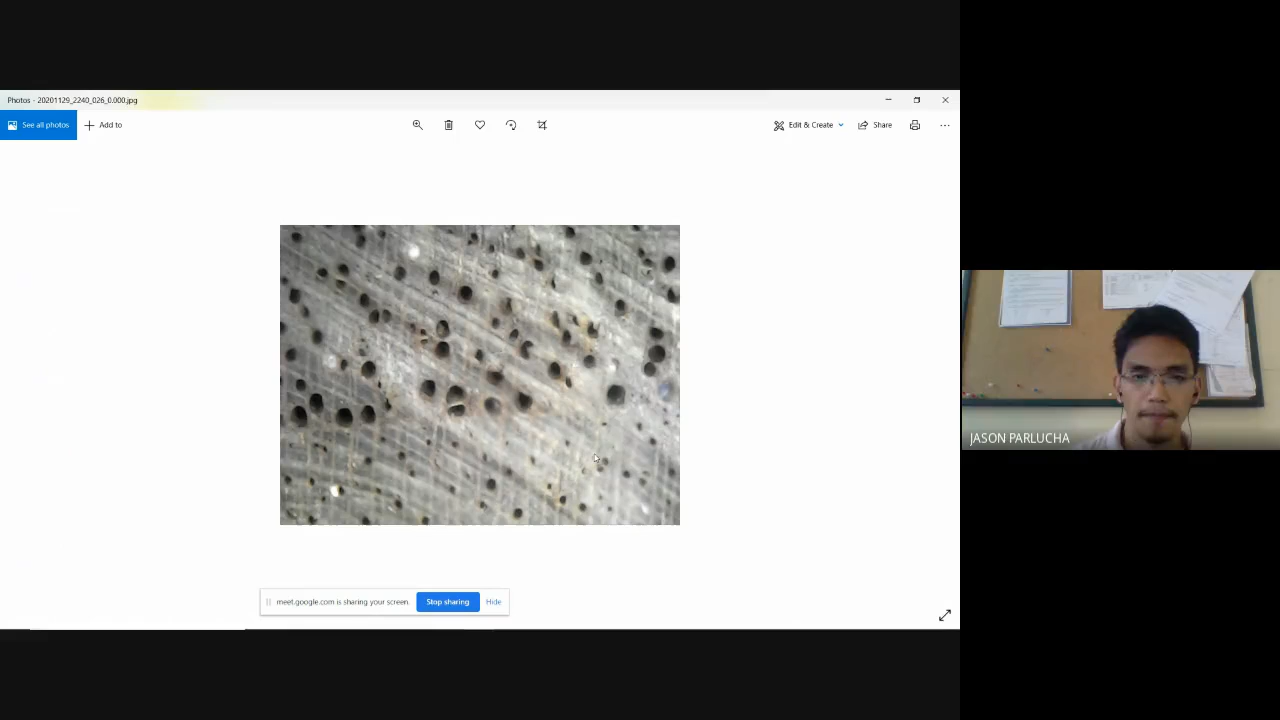 Photos - 20201129_2240_026_0.000.jpg
See all photos
Add to
Edit & Create
Share
JASON PARLUCHA
meet.google.com is sharing your screen.
Stop sharing
Hide